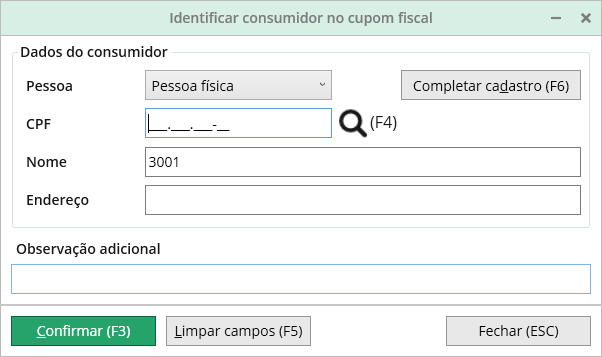 Identificar consumidor no cupom fiscal
Dados do consumidor
Pessoa
Pessoa física
Completar cadastro (F6)
CPF
___.___.___-__
(F4)
Nome
3001
Endereço
Observação adicional
Confirmar (F3)
Limpar campos (F5)
Fechar (ESC)